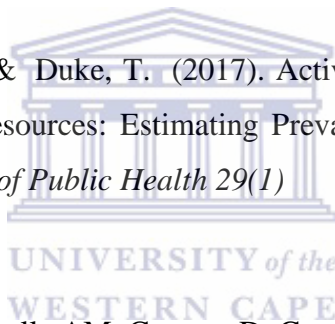 & Duke, T. (2017). Activ
esources: Estimating Preva
of Public Health 29(1)
UNIVERSITY of the
WESTERN CAPE